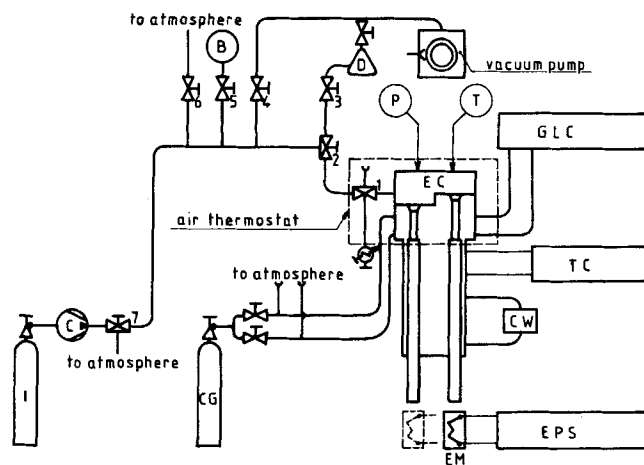 to atmosphere
B
D
vacuum pump
6
5
4
3
P
T
GLC
2
EC
1
air thermostat
to atmosphere
TC
C
7
CW
to atmosphere
I
CG
EPS
EM